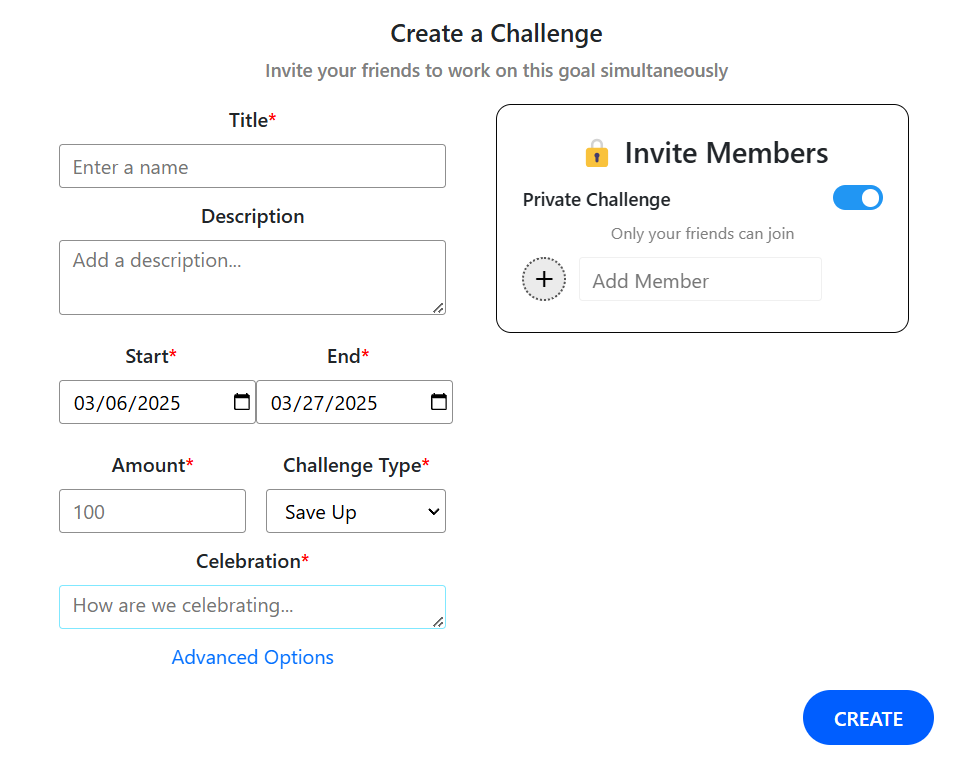 Create a Challenge
Invite your friends to work on this goal simultaneously
Title*
Enter a name
Description
Add a description...
Start* End*
03/06/2025 03/27/2025
Amount* Challenge Type*
100 Save Up
Celebration*
How are we celebrating...
Advanced Options
Invite Members
Private Challenge
Only your friends can join
+ Add Member
CREATE